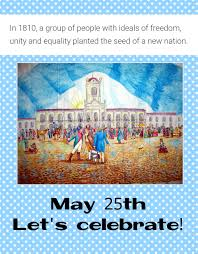 In 1810, a group of people with ideals of freedom,
unity and equality planted the seed of a new nation.
May 25th
Let's celebrate!